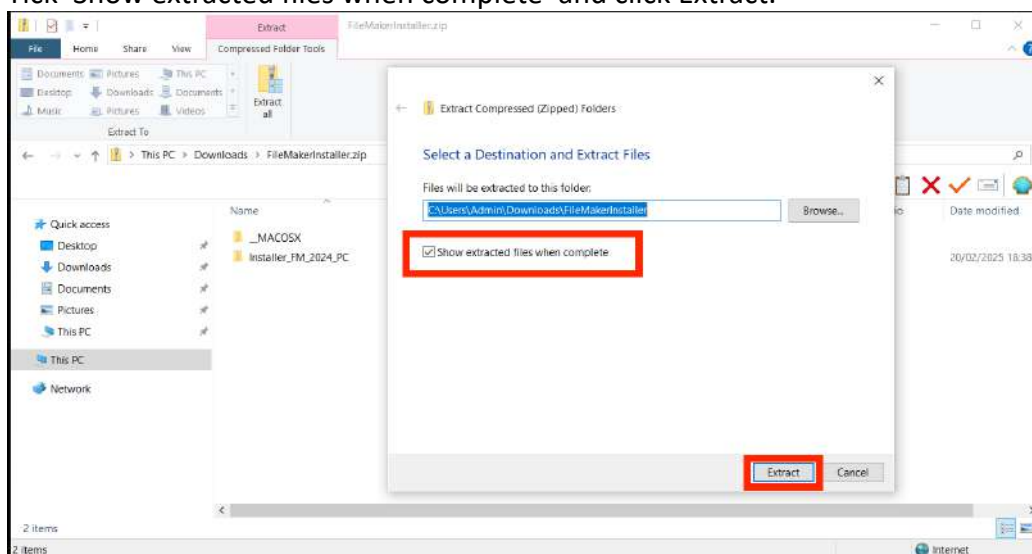 Tick 'Show extracted files when complete' and click Extract.
Extract
FileMakerInstaller.zip
File
Home
Share
View
Compressed Folder Tools
Documents
Pictures
This PC
Desktop
Downloads
Documents
Music
Pictures
Videos
Extract To
Extract
all
This PC > Downloads > FileMakerInstaller.zip
Name
Date modified
Quick access
Desktop
Downloads
Documents
Pictures
This PC
This PC
Network
__MACOSX
Installer_FM_2024_PC
20/02/2025 18:38
Extract Compressed (Zipped) Folders
Select a Destination and Extract Files
Files will be extracted to this folder:
C:\Users\Admin\Downloads\FileMakerInstaller
Browse...
Show extracted files when complete
Extract
Cancel
2 items
2 items
Internet